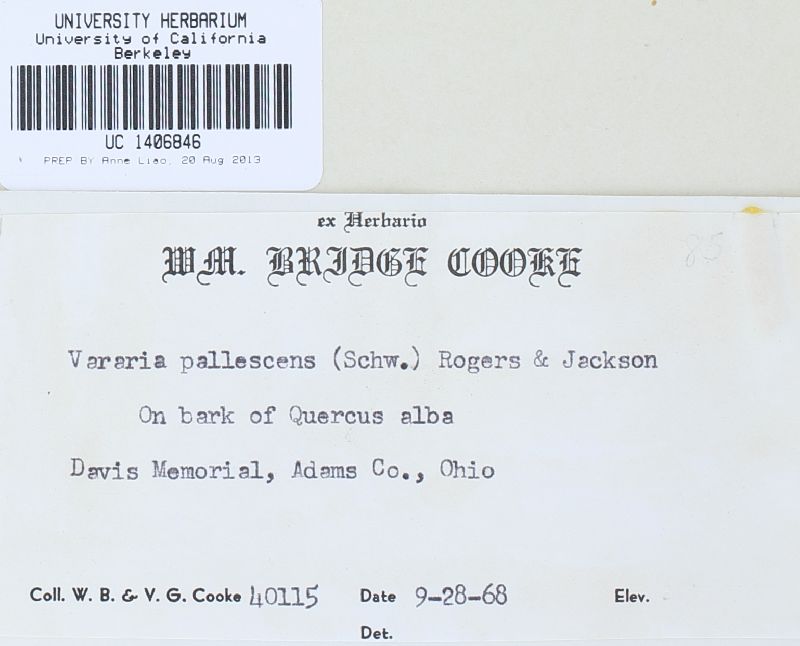 UNIVERSITY HERBARIUM
University of California
Berkeley
UC 1406846
PREP BY Anne Liao, 20 Aug 2013
ex Herbario
WM. BRIDGE COOKE
85
Vararia pallescens (Schw.) Rogers & Jackson
On bark of Quercus alba
Davis Memorial, Adams Co., Ohio
Coll. W. B. & V. G. Cooke 40115 Date 9-28-68 Elev.
Det.